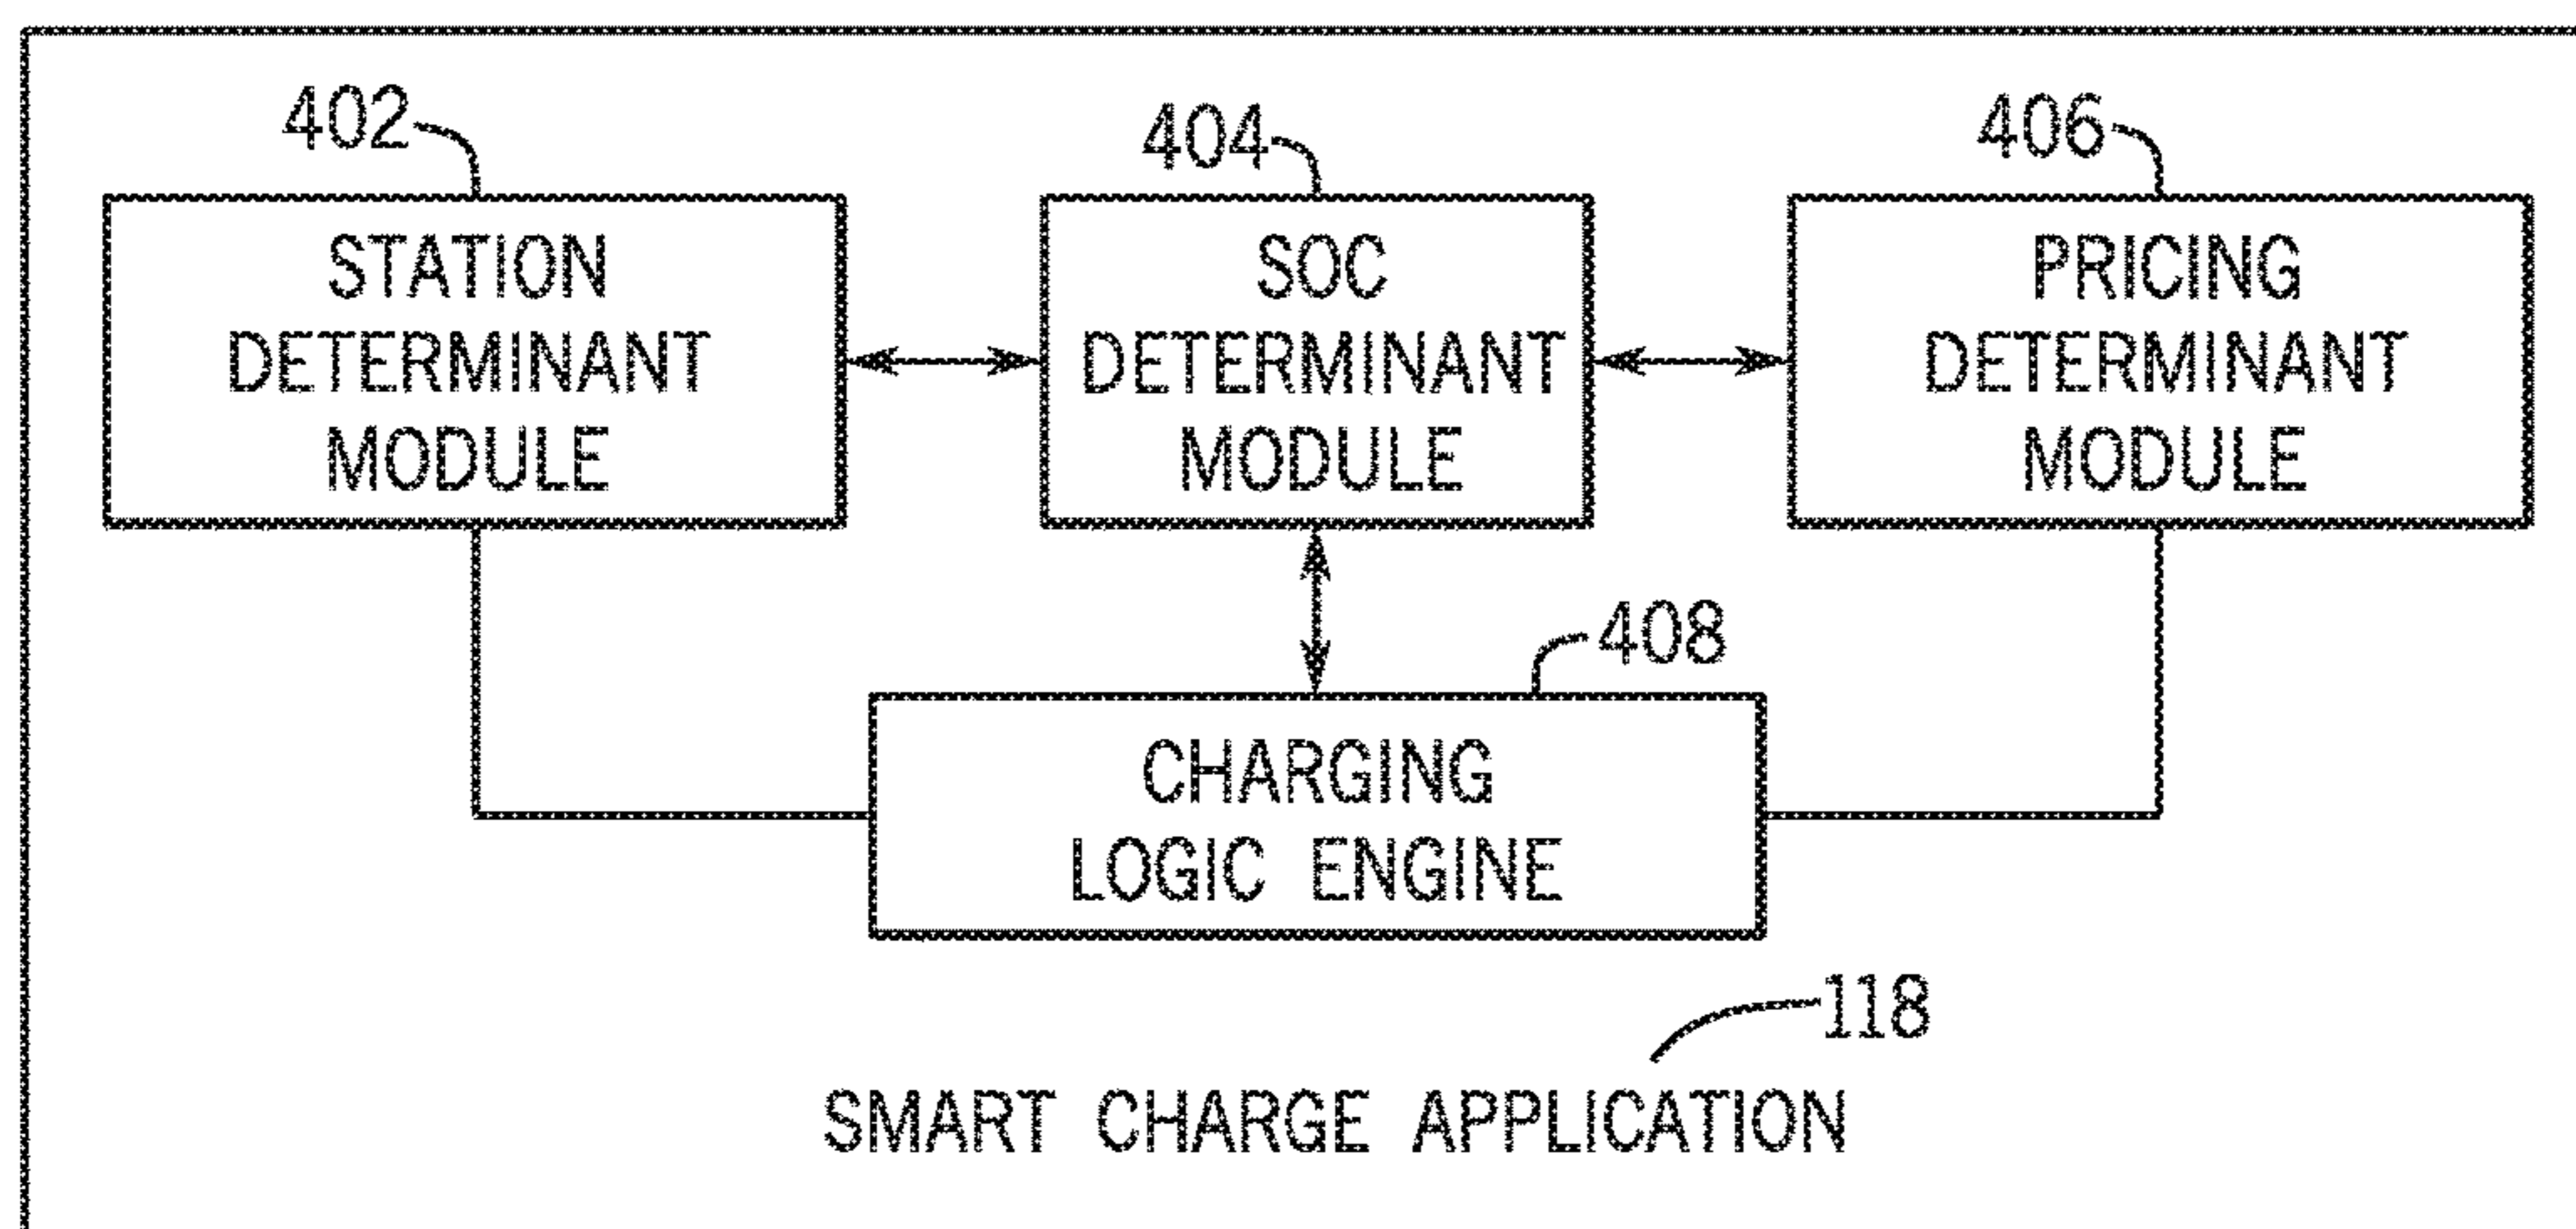 402
404
406
STATION
DETERMINANT
MODULE
SOC
DETERMINANT
MODULE
PRICING
DETERMINANT
MODULE
408
CHARGING
LOGIC ENGINE
118
SMART CHARGE APPLICATION